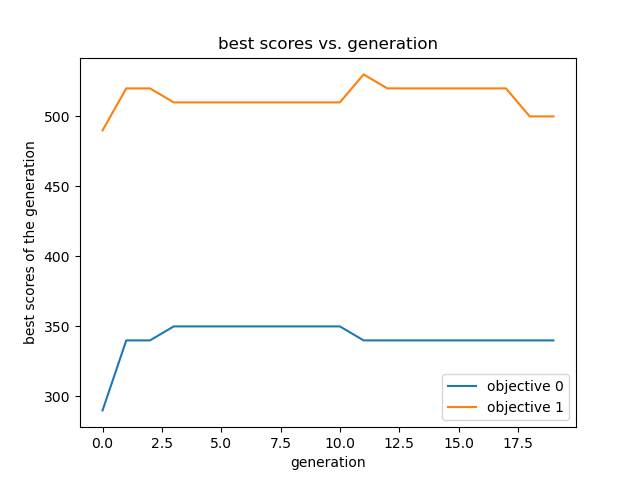 best scores vs. generation
best scores of the generation
500
450
400
350
300
0.0 2.5 5.0 7.5 10.0 12.5 15.0 17.5
generation
objective 0
objective 1